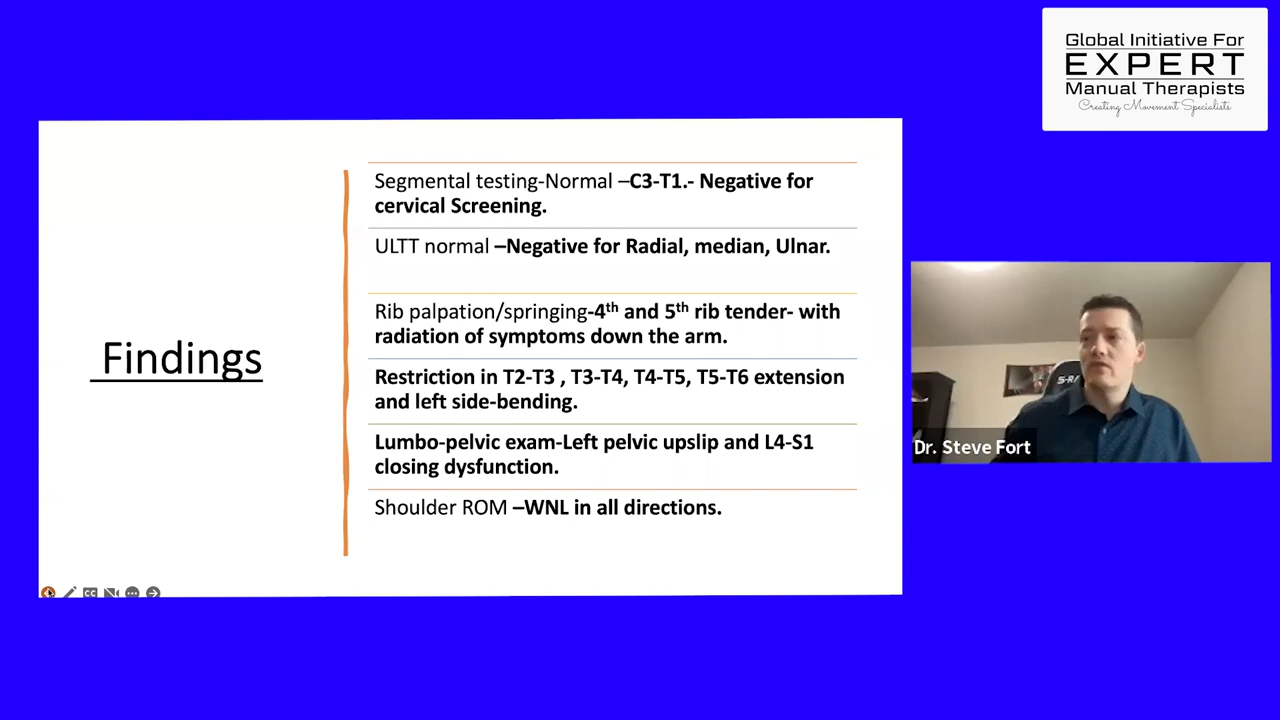 Global Initiative For
EXPERT
Manual Therapists
Creating Movement Specialists
Findings
Segmental testing-Normal –C3-T1.- Negative for
cervical Screening.
ULTT normal –Negative for Radial, median, Ulnar.
Rib palpation/springing-4th and 5th rib tender- with
radiation of symptoms down the arm.
Restriction in T2-T3 , T3-T4, T4-T5, T5-T6 extension
and left side-bending.
Lumbo-pelvic exam-Left pelvic upslip and L4-S1
closing dysfunction.
Shoulder ROM –WNL in all directions.
Dr. Steve Fort